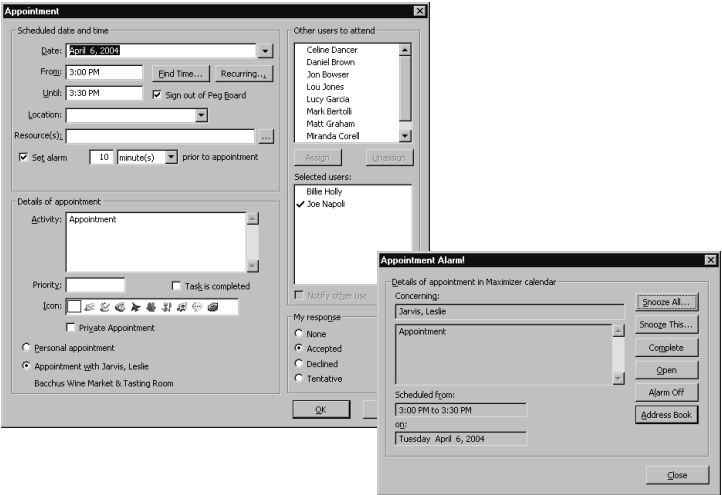 Appointment
Scheduled date and time
Date: April 6, 2004
From: 3:00 PM Find Time... Recurring...
Until: 3:30 PM Sign out of Peg Board
Location:
Resource(s): ...
Set alarm 10 minute(s) prior to appointment
Details of appointment
Activity: Appointment
Priority: Task is completed
Icon:
Private Appointment
Personal appointment
Appointment with Jarvis, Leslie
Bacchus Wine Market & Tasting Room
Other users to attend
Celine Dancer
Daniel Brown
Jon Bowser
Lou Jones
Lucy Garcia
Mark Bertolli
Matt Graham
Miranda Corell
Assign Unassign
Selected users:
Billie Holly
Joe Napoli
Notify other use
My response
None
Accepted
Declined
Tentative
OK
Appointment Alarm!
Details of appointment in Maximizer calendar
Concerning:
Jarvis, Leslie
Appointment
Scheduled from:
3:00 PM to 3:30 PM
on:
Tuesday April 6, 2004
Snooze All...
Snooze This...
Complete
Open
Alarm Off
Address Book
Close